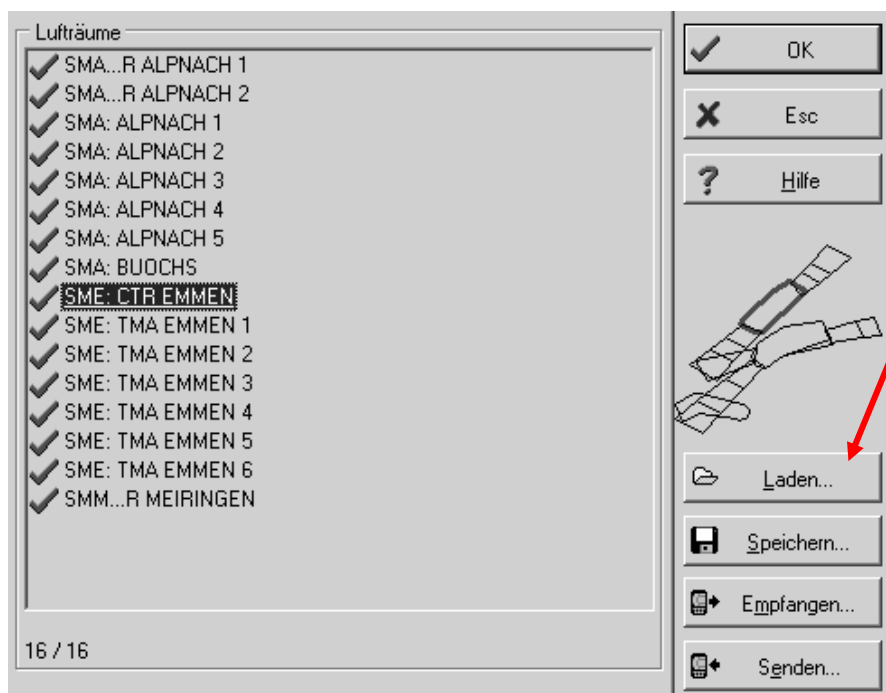 Lufträume
SMA...R ALPNACH 1
SMA...R ALPNACH 2
SMA: ALPNACH 1
SMA: ALPNACH 2
SMA: ALPNACH 3
SMA: ALPNACH 4
SMA: ALPNACH 5
SMA: BUOCHS
SME: CTR EMMEN
SME: TMA EMMEN 1
SME: TMA EMMEN 2
SME: TMA EMMEN 3
SME: TMA EMMEN 4
SME: TMA EMMEN 5
SME: TMA EMMEN 6
SMM...R MEIRINGEN
16 / 16
OK
Esc
Hilfe
Laden...
Speichern...
Empfangen...
Senden...